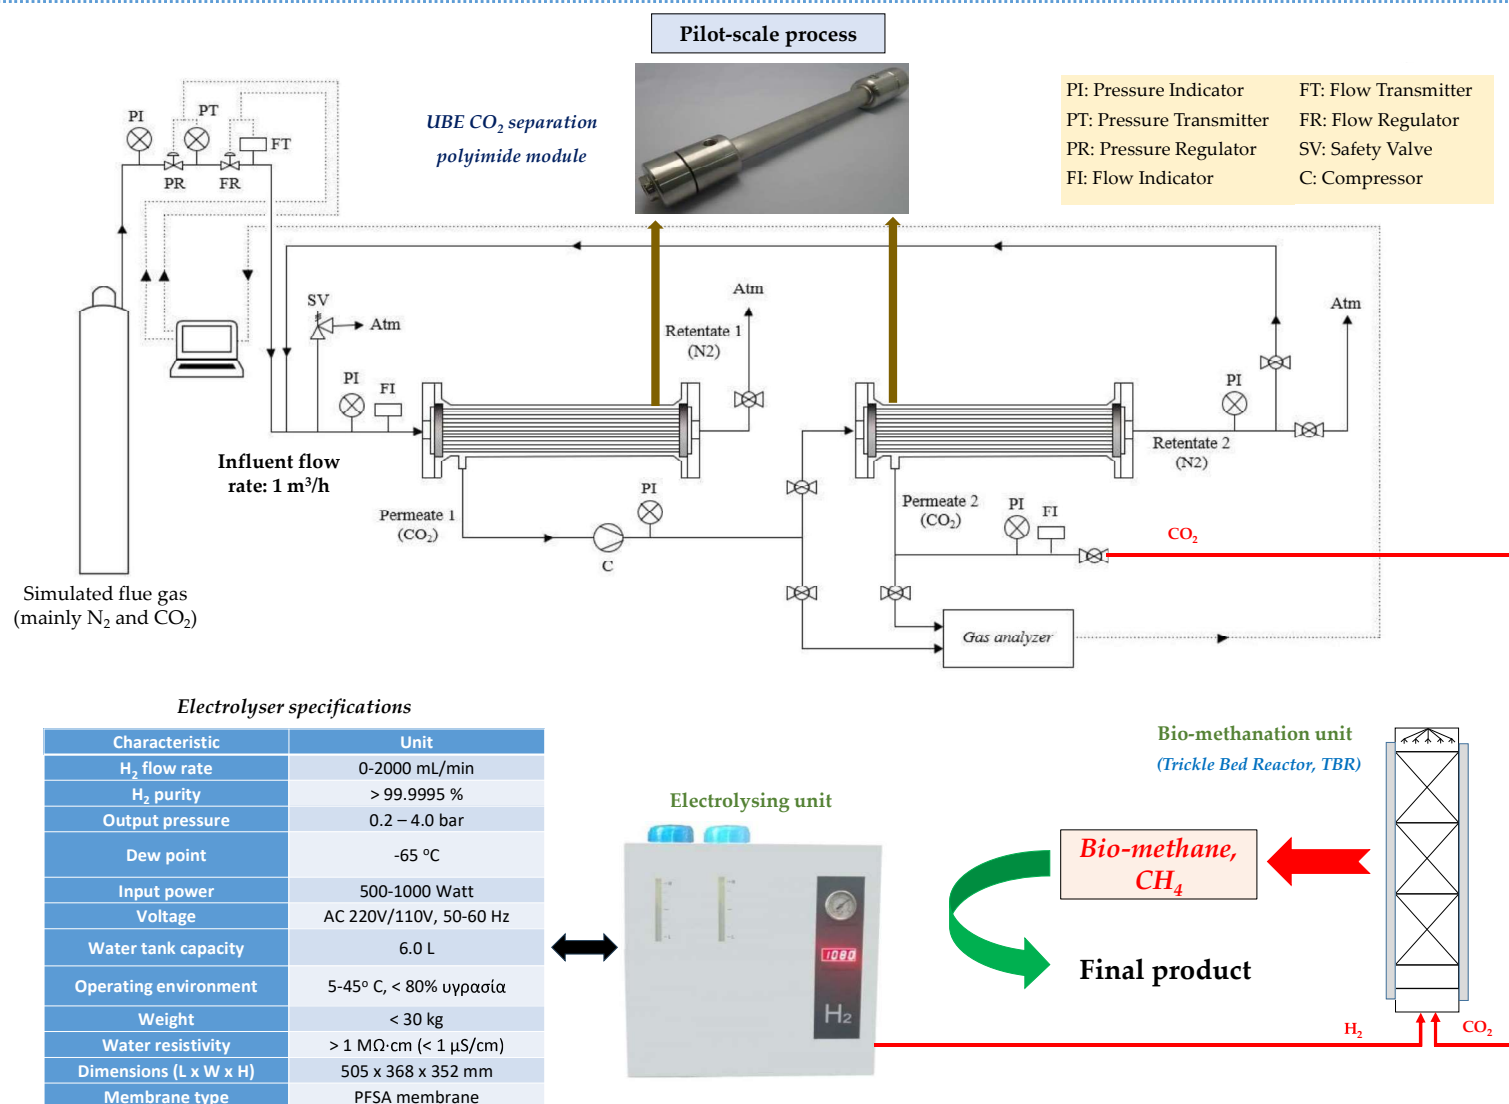 Pilot-scale process
UBE CO₂ separation
polyimide module
PI: Pressure Indicator
PT: Pressure Transmitter
PR: Pressure Regulator
FI: Flow Indicator
FT: Flow Transmitter
FR: Flow Regulator
SV: Safety Valve
C: Compressor
PI
PT
FT
PR
FR
SV
Atm
PI
FI
Influent flow
rate: 1 m³/h
Simulated flue gas
(mainly N₂ and CO₂)
Atm
Retentate 1
(N2)
Permeate 1
(CO₂)
C
PI
Atm
PI
Retentate 2
(N2)
Permeate 2
(CO₂)
PI
FI
CO₂
Gas analyzer
Electrolyser specifications
Characteristic Unit
H₂ flow rate 0-2000 mL/min
H₂ purity > 99.9995 %
Output pressure 0.2 – 4.0 bar
Dew point -65 ºC
Input power 500-1000 Watt
Voltage AC 220V/110V, 50-60 Hz
Water tank capacity 6.0 L
Operating environment 5-45º C, < 80% υγρασία
Weight < 30 kg
Water resistivity > 1 MΩ·cm (< 1 μS/cm)
Dimensions (L x W x H) 505 x 368 x 352 mm
Membrane type PFSA membrane
Electrolysing unit
1080
H₂
Bio-methanation unit
(Trickle Bed Reactor, TBR)
Bio-methane,
CH₄
Final product
H₂
CO₂